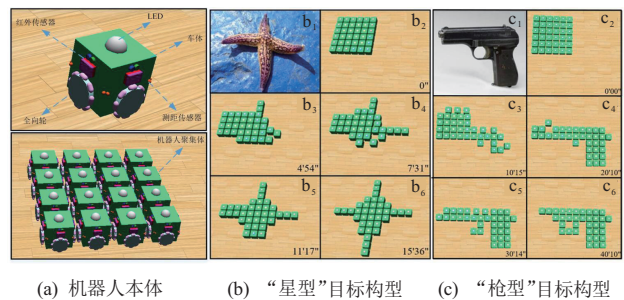 LED
红外传感器
车体
全向轮
测距传感器
机器人聚集体
b1
b2
0"
b3
4'54"
b4
7'31"
b5
11'17"
b6
15'36"
c1
c2
0'00"
c3
10'15"
c4
20'10"
c5
30'14"
c6
40'10"
(a) 机器人本体
(b) “星型”目标构型
(c) “枪型”目标构型